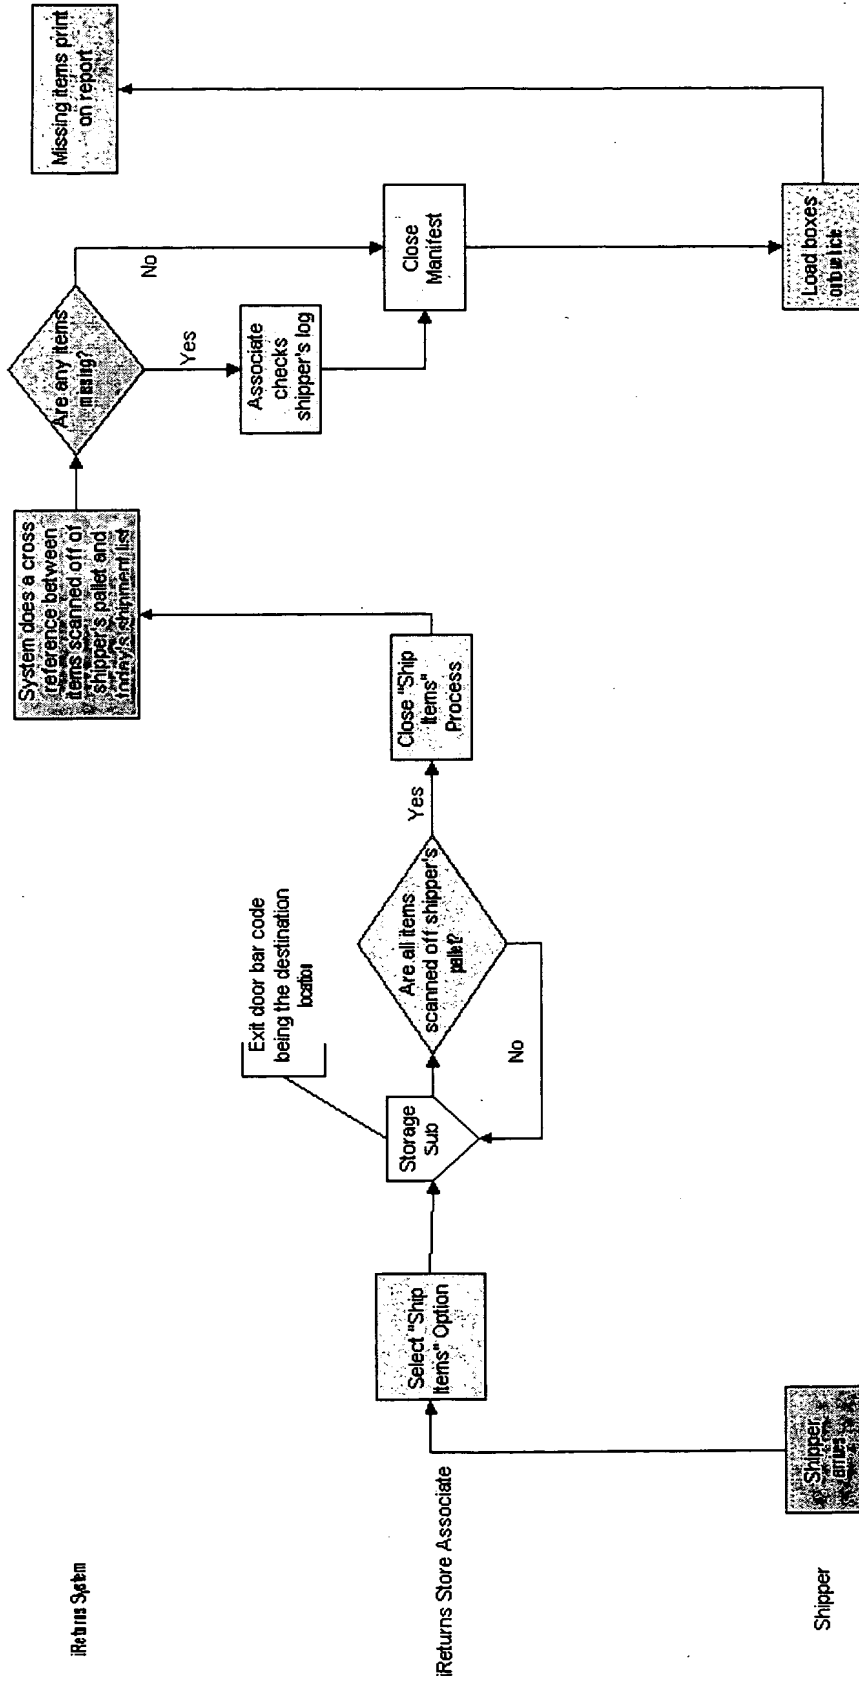 iReturns System
System does a cross
reference between
items scanned off of
shipper's pallet and
today's shipment list
Are any items
missing?
Missing items print
on report
No
Yes
Associate
checks
shipper's log
Exit door bar code
being the destination
location
iReturns Store Associate
Select "Ship
Items" Option
Storage
Sub
Are all items
scanned off shipper's
pallet?
No
Yes
Close "Ship
Items"
Process
Close
Manifest
Shipper
Shipper
arrives
Load boxes